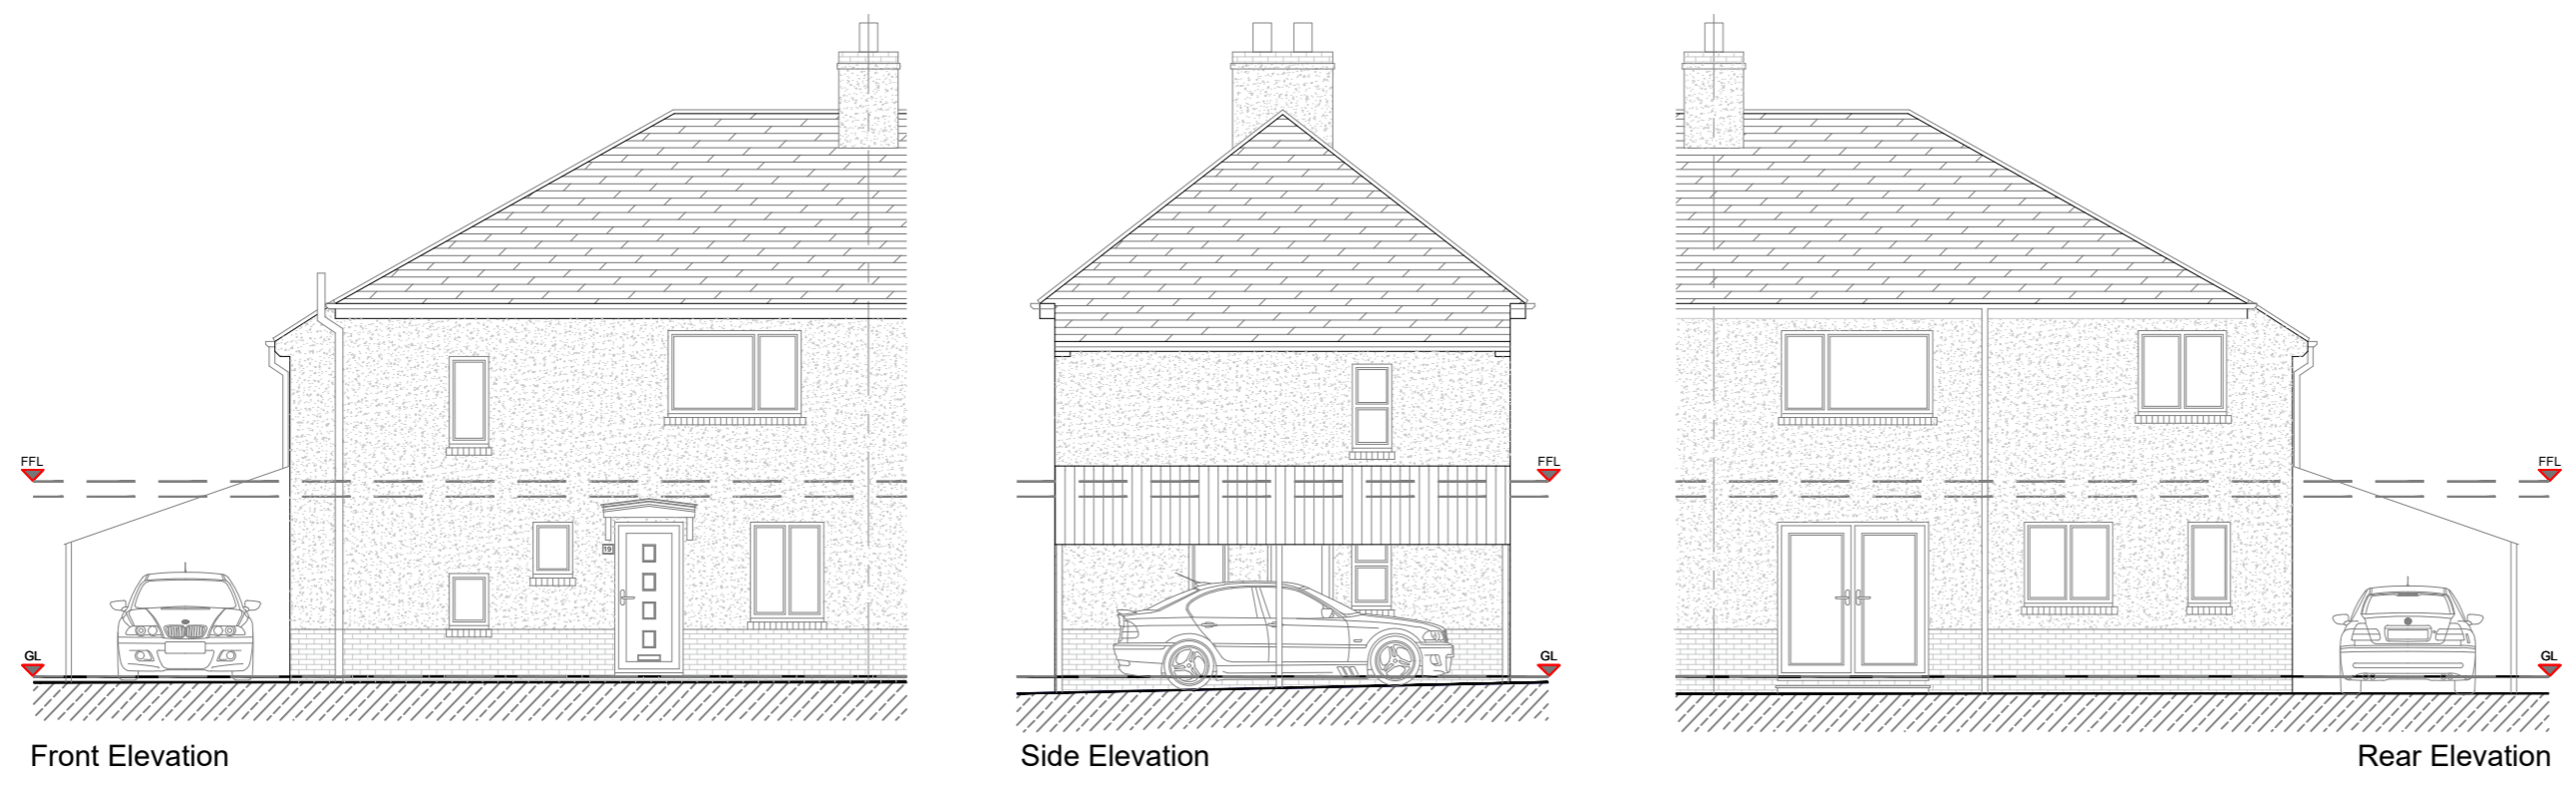 FFL
19
GL
Front Elevation
FFL
GL
Side Elevation
FFL
GL
Rear Elevation